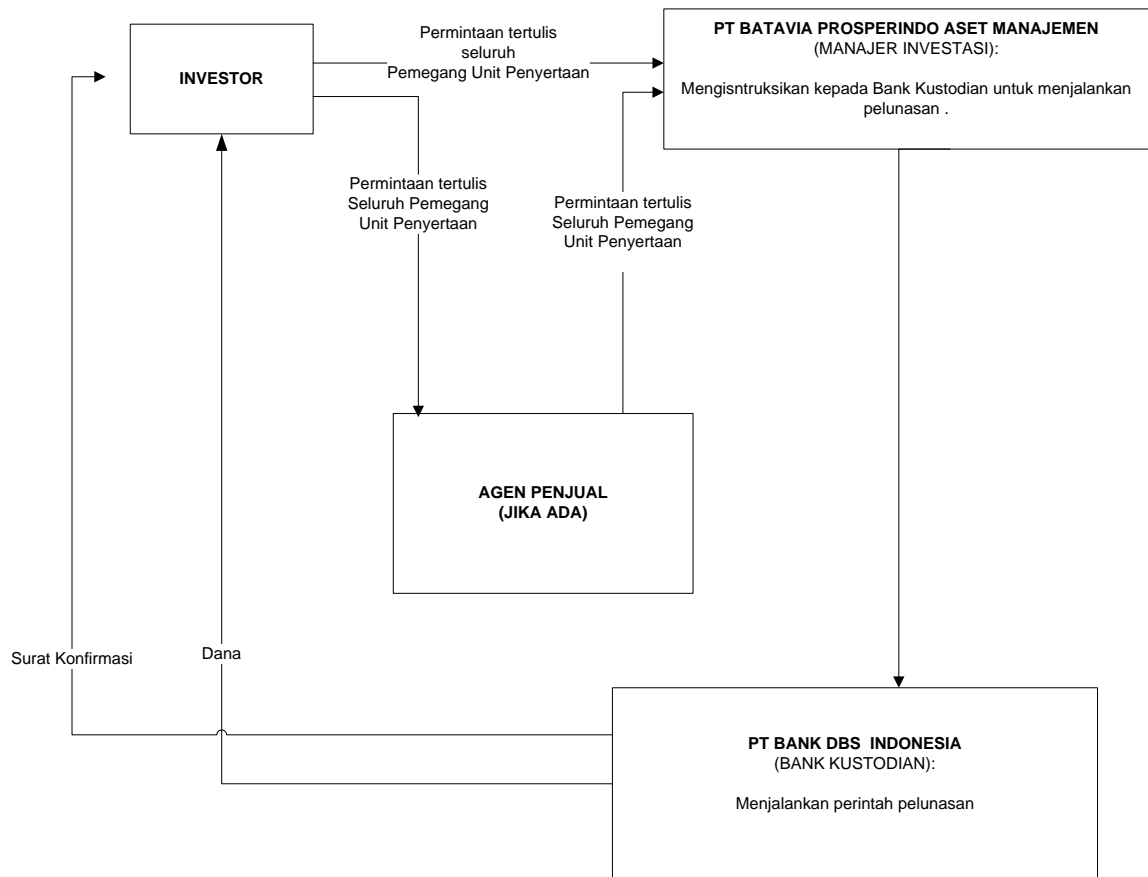 INVESTOR
Permintaan tertulis
seluruh
Pemegang Unit Penyertaan
PT BATAVIA PROSPERINDO ASET MANAJEMEN
(MANAJER INVESTASI):
Mengisntruksikan kepada Bank Kustodian untuk menjalankan
pelunasan .
Permintaan tertulis
Seluruh Pemegang
Unit Penyertaan
Permintaan tertulis
Seluruh Pemegang
Unit Penyertaan
AGEN PENJUAL
(JIKA ADA)
Surat Konfirmasi
Dana
PT BANK DBS  INDONESIA
(BANK KUSTODIAN):
Menjalankan perintah pelunasan